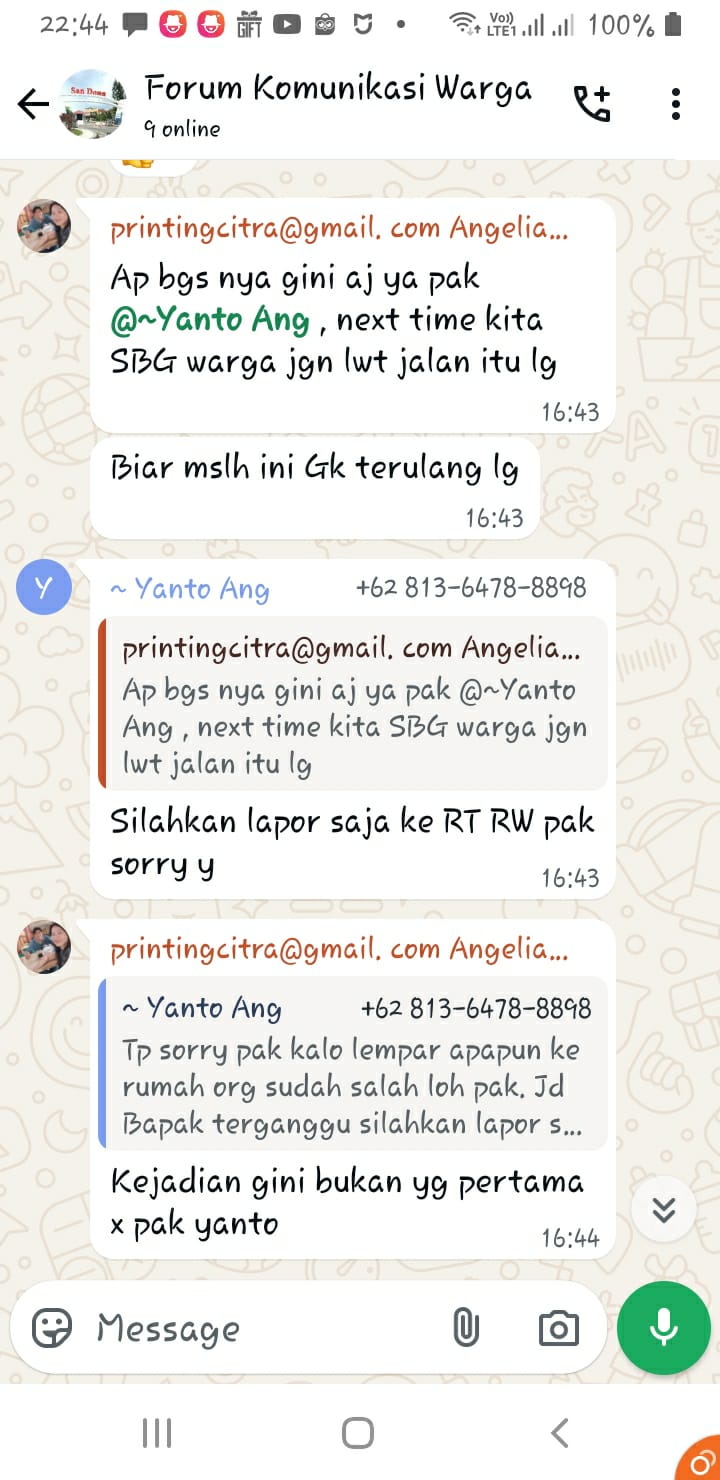 22:44
GIFT
Vo))
LTE1
100%
San Dona
Forum Komunikasi Warga
9 online
printingcitra@gmail. com Angelia...
Ap bgs nya gini aj ya pak
@~Yanto Ang , next time kita
SBG warga jgn lwt jalan itu lg
16:43
Biar mslh ini Gk terulang lg
16:43
Y
~ Yanto Ang
+62 813-6478-8898
printingcitra@gmail. com Angelia...
Ap bgs nya gini aj ya pak @~Yanto
Ang , next time kita SBG warga jgn
lwt jalan itu lg
Silahkan lapor saja ke RT RW pak
sorry y
16:43
printingcitra@gmail. com Angelia...
~ Yanto Ang
+62 813-6478-8898
Tp sorry pak kalo lempar apapun ke
rumah org sudah salah loh pak. Jd
Bapak terganggu silahkan lapor s...
Kejadian gini bukan yg pertama
x pak yanto
16:44
Message